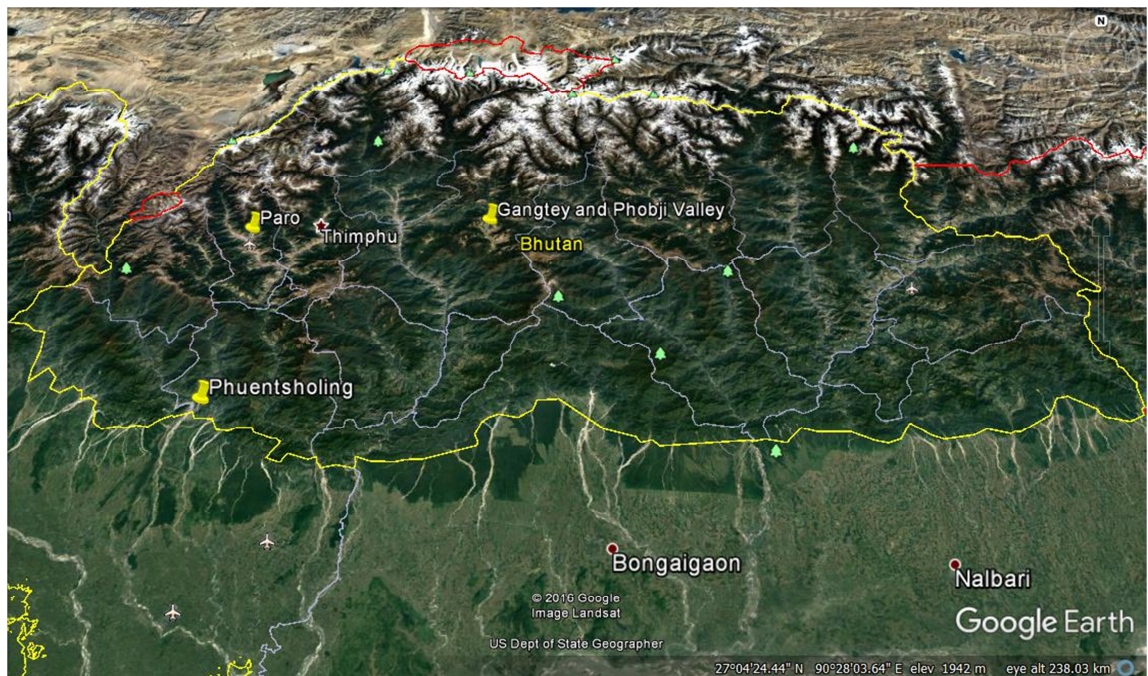 N
Paro
Thimphu
Gangtey and Phobji Valley
Bhutan
Phuentsholing
Bongaigaon
Nalbari
© 2016 Google
Image Landsat
US Dept of State Geographer
Google Earth
27°04'24.44" N 90°28'03.64" E elev 1942 m eye alt 238.03 km